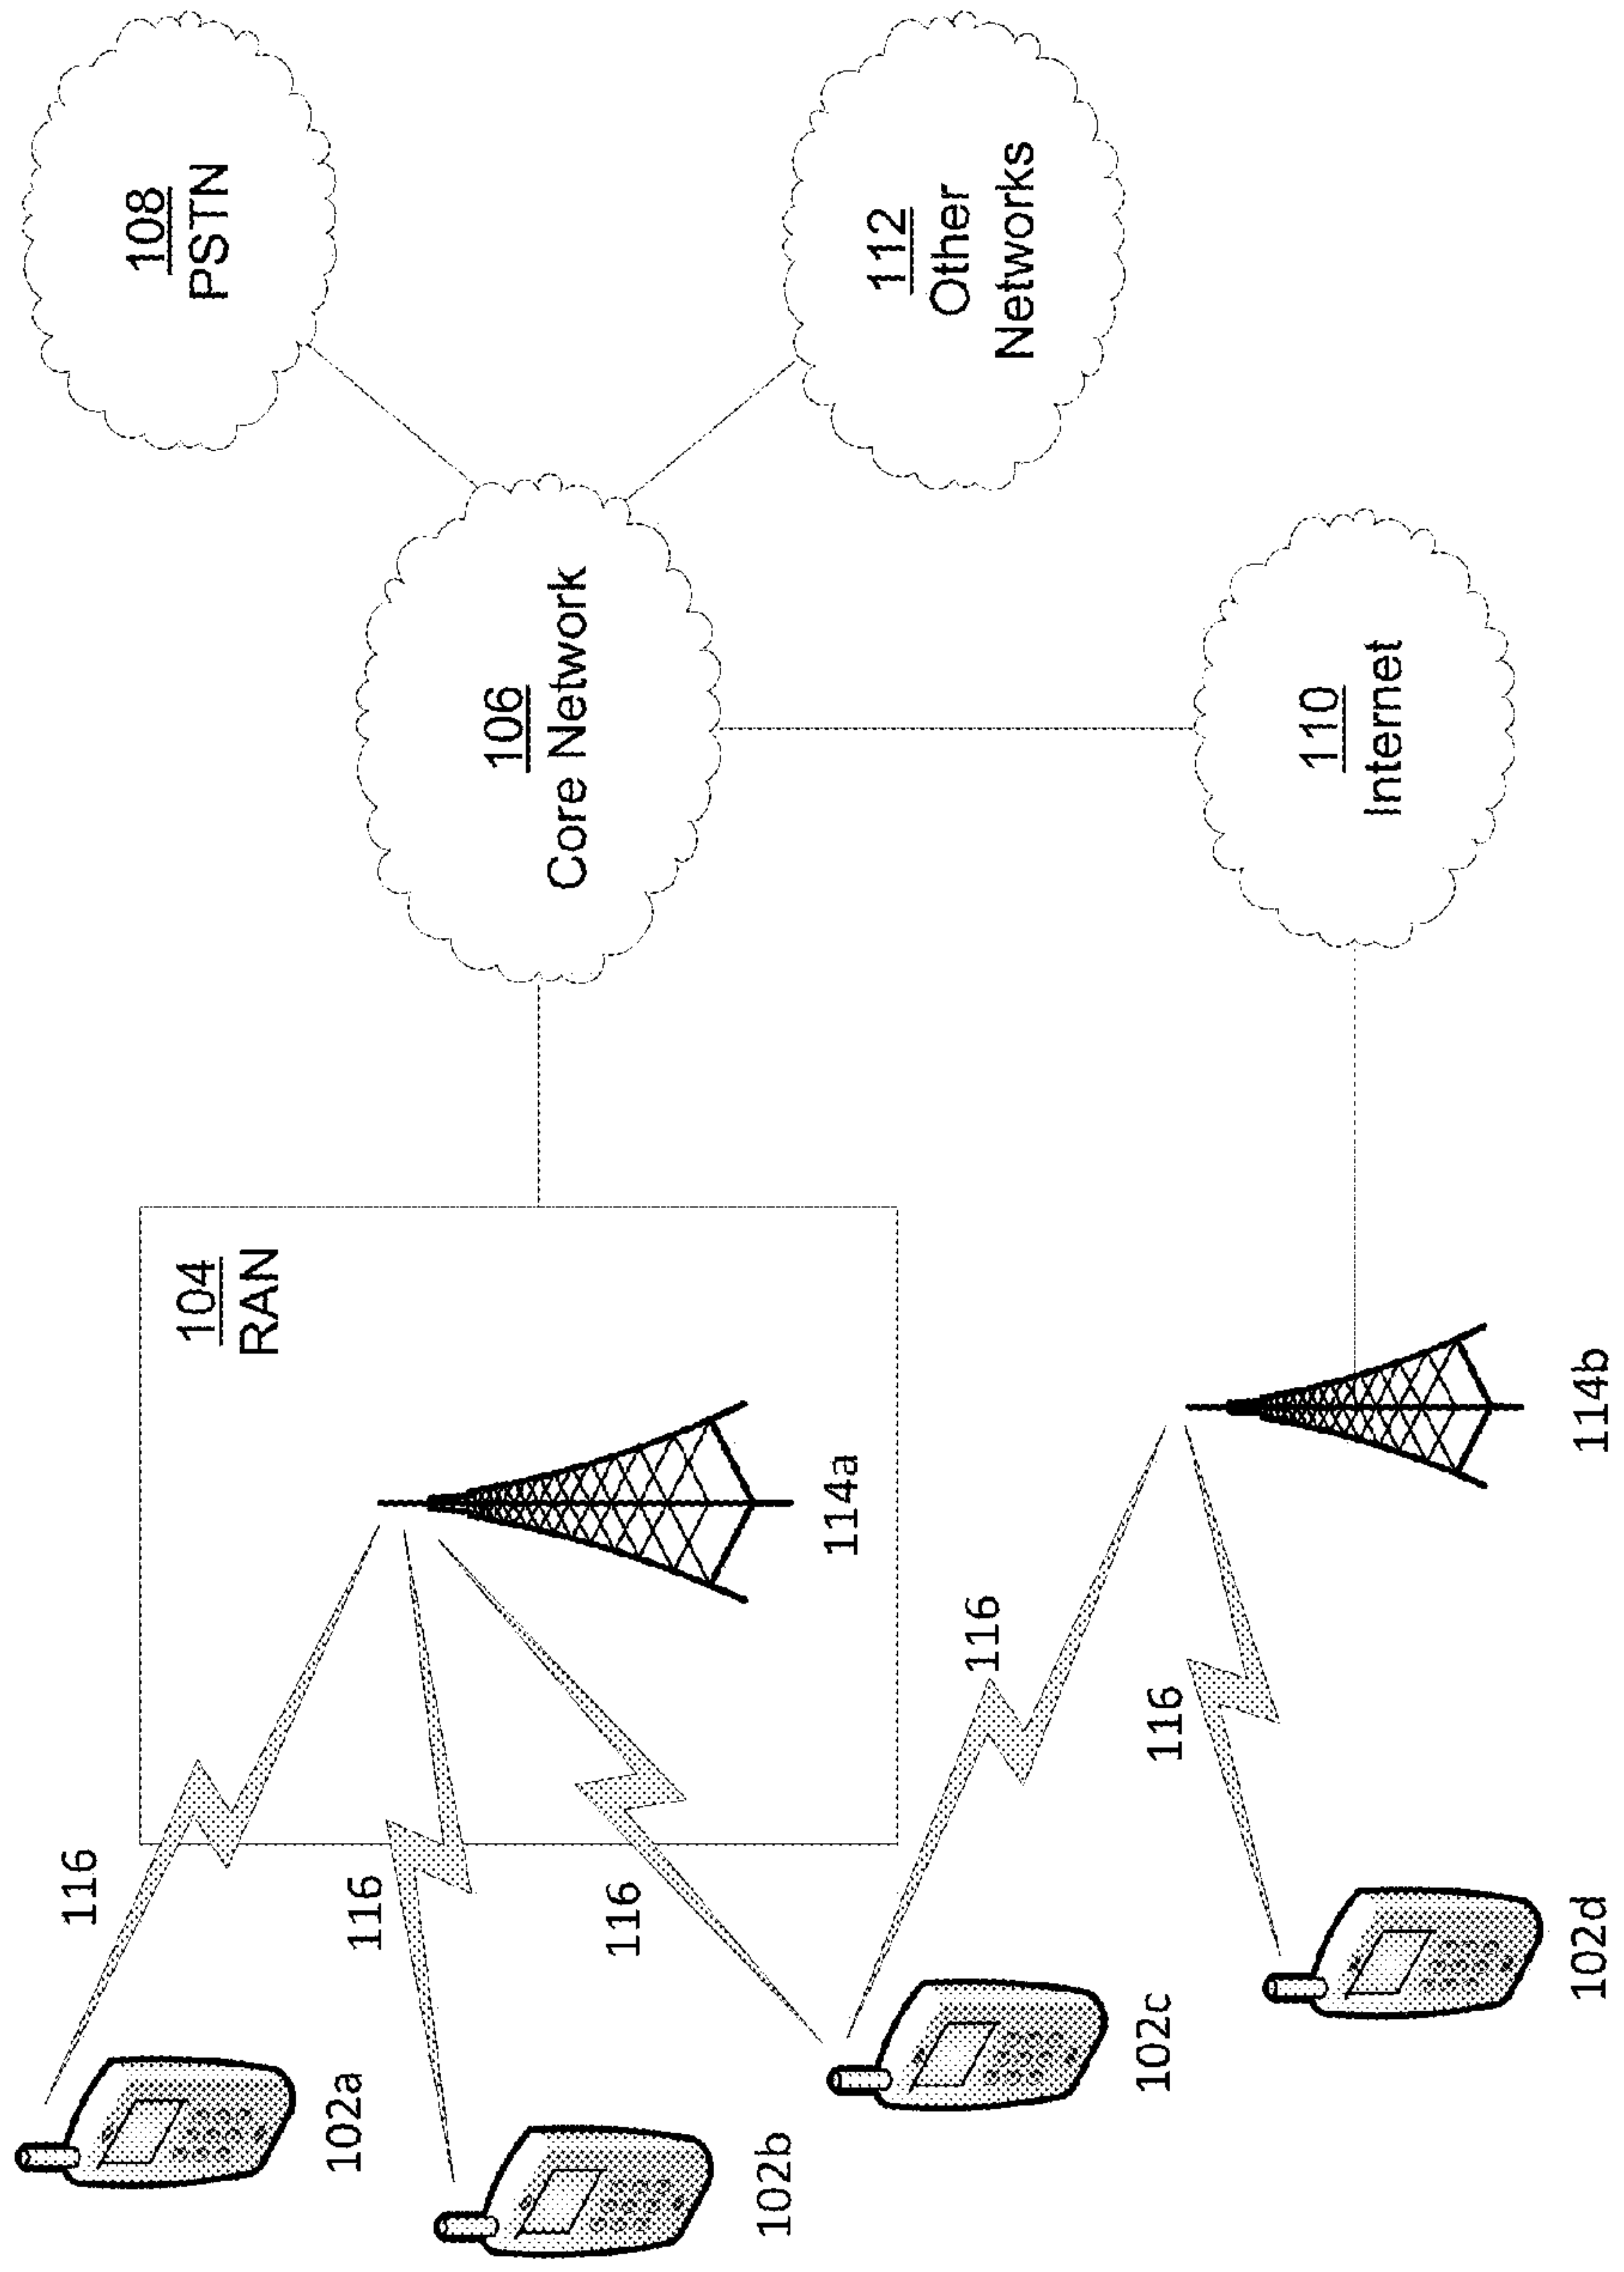 108
PSTN
106
Core Network
112
Other
Networks
104
RAN
110
Internet
114a
114b
116
116
116
116
116
102a
102b
102c
102d